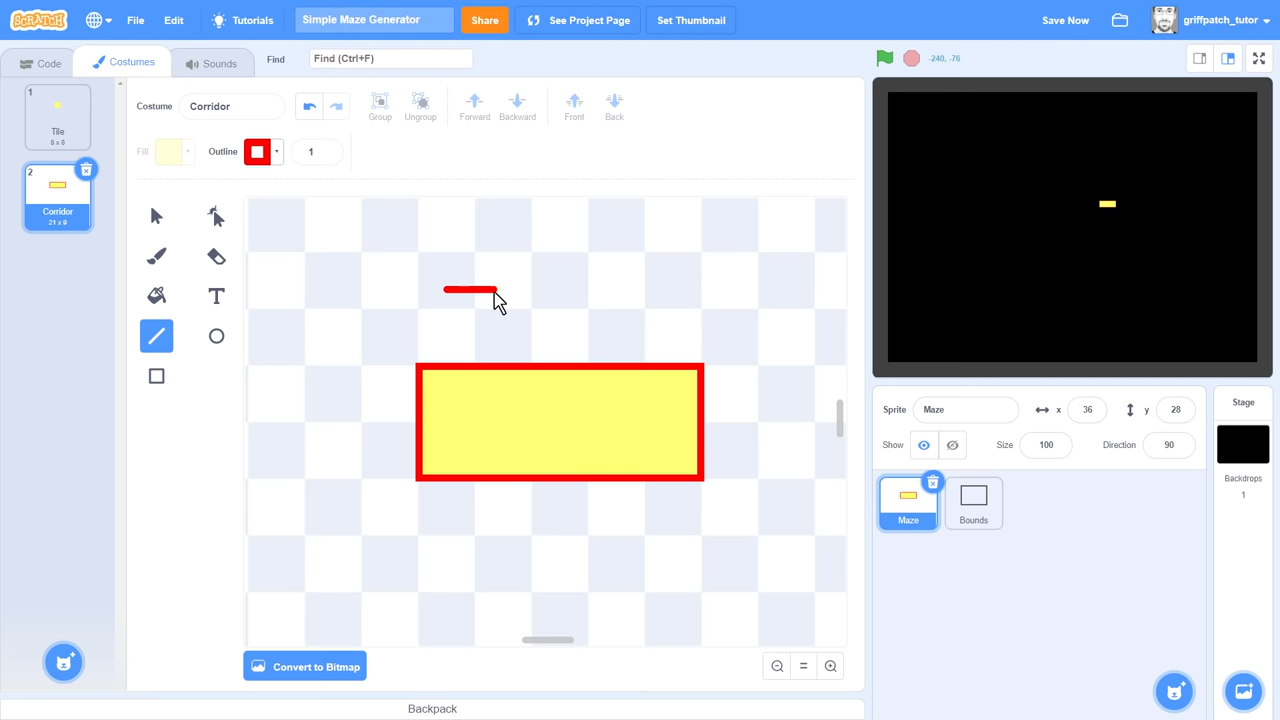 SCRATCH
File
Edit
Tutorials
Simple Maze Generator
Share
See Project Page
Set Thumbnail
Save Now
griffpatch_tutor
Code
Costumes
Sounds
Find
Find (Ctrl+F)
-240, -76
1
Tile
8 x 8
2
Corridor
21 x 9
Costume
Corridor
Group
Ungroup
Forward
Backward
Front
Back
Fill
Outline
1
Convert to Bitmap
Backpack
Sprite
Maze
x
36
y
28
Show
Size
100
Direction
90
Maze
Bounds
Stage
Backdrops
1